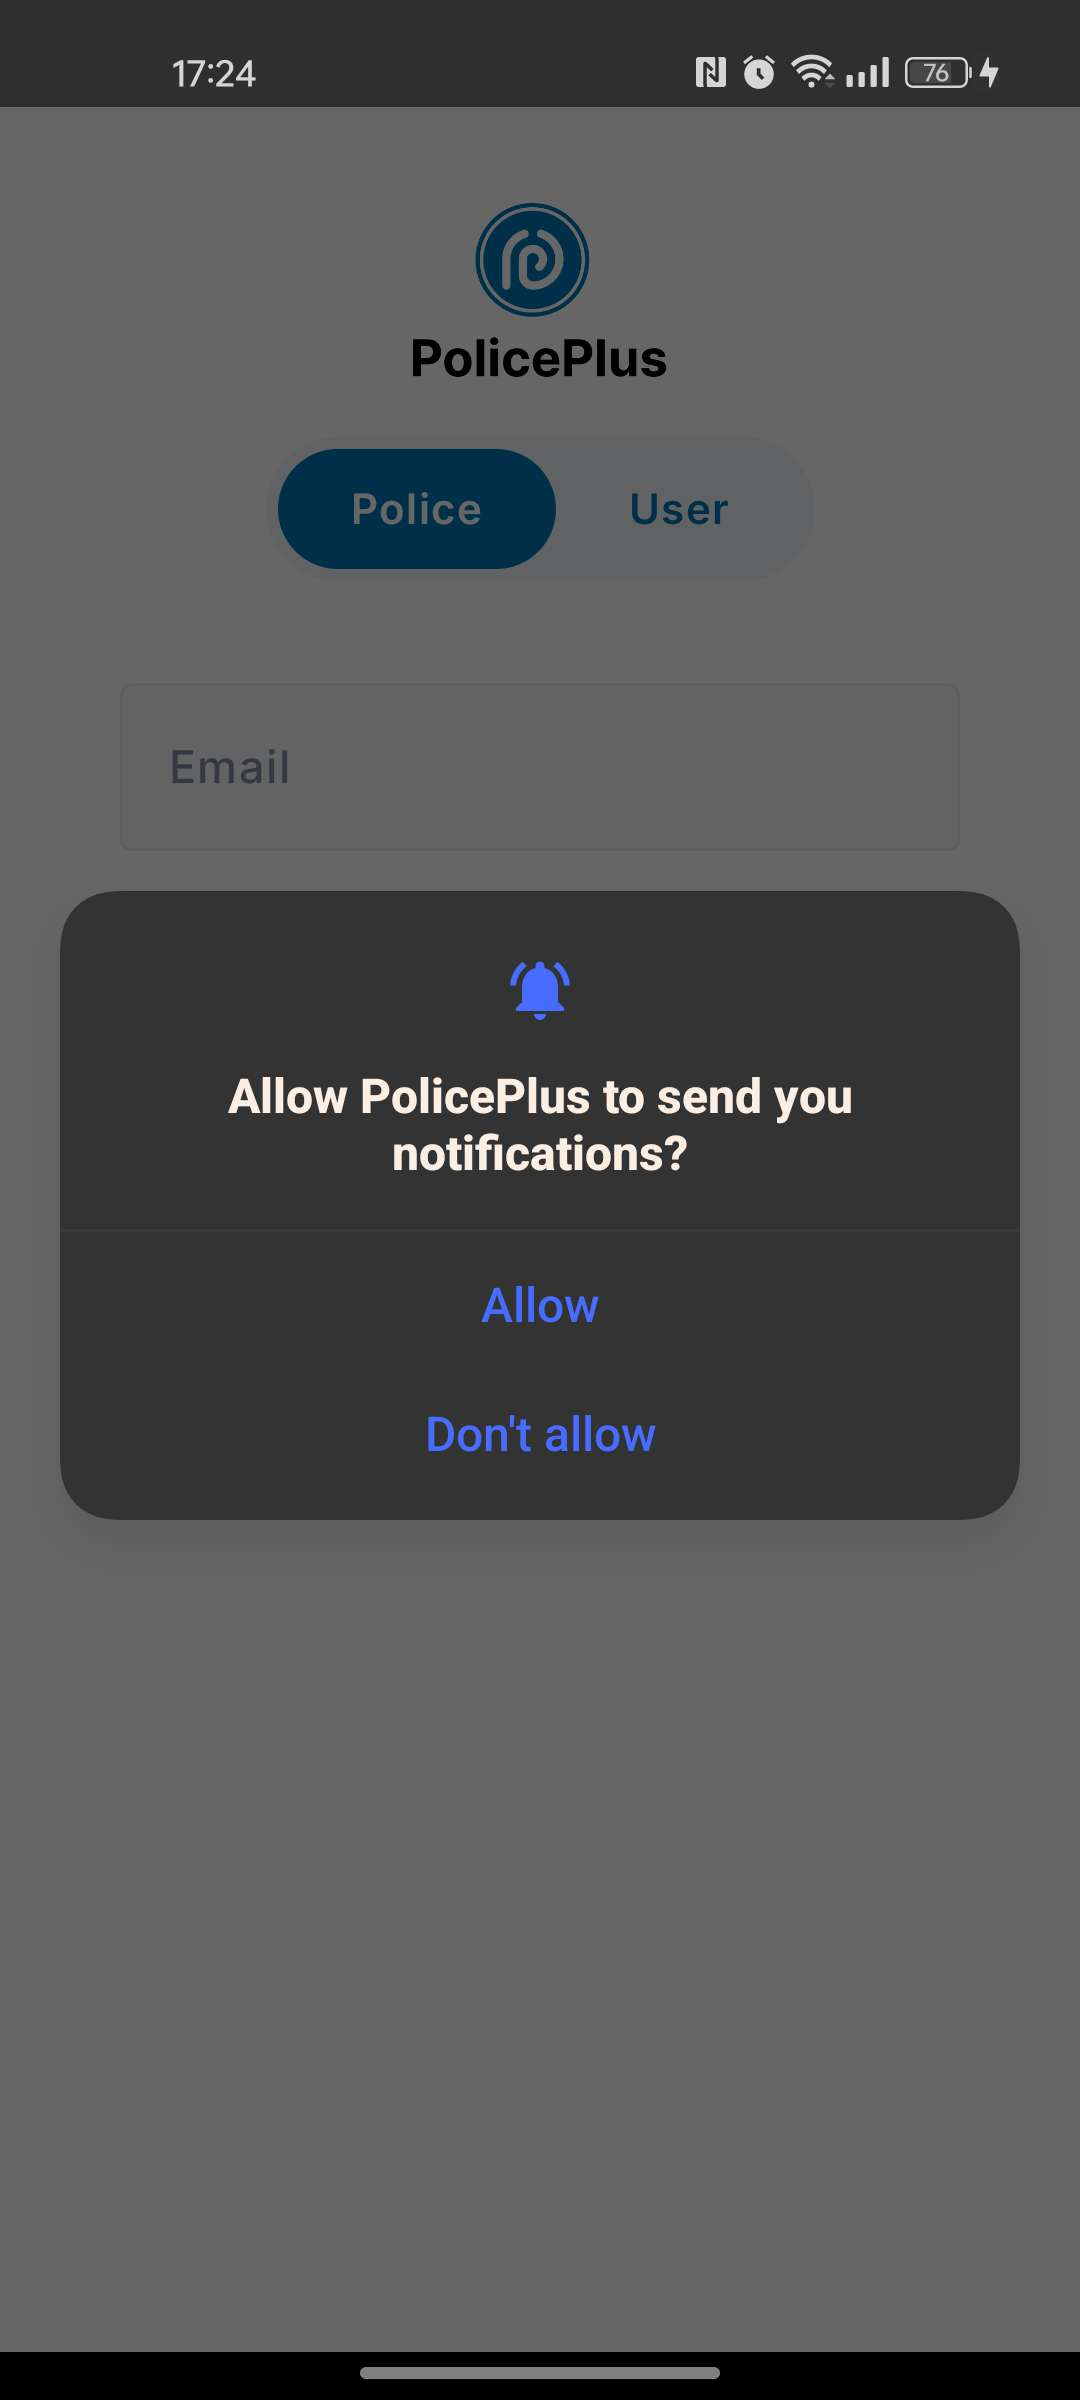 17:24
76
PolicePlus
Police
User
Email
Allow PolicePlus to send you
notifications?
Allow
Don't allow